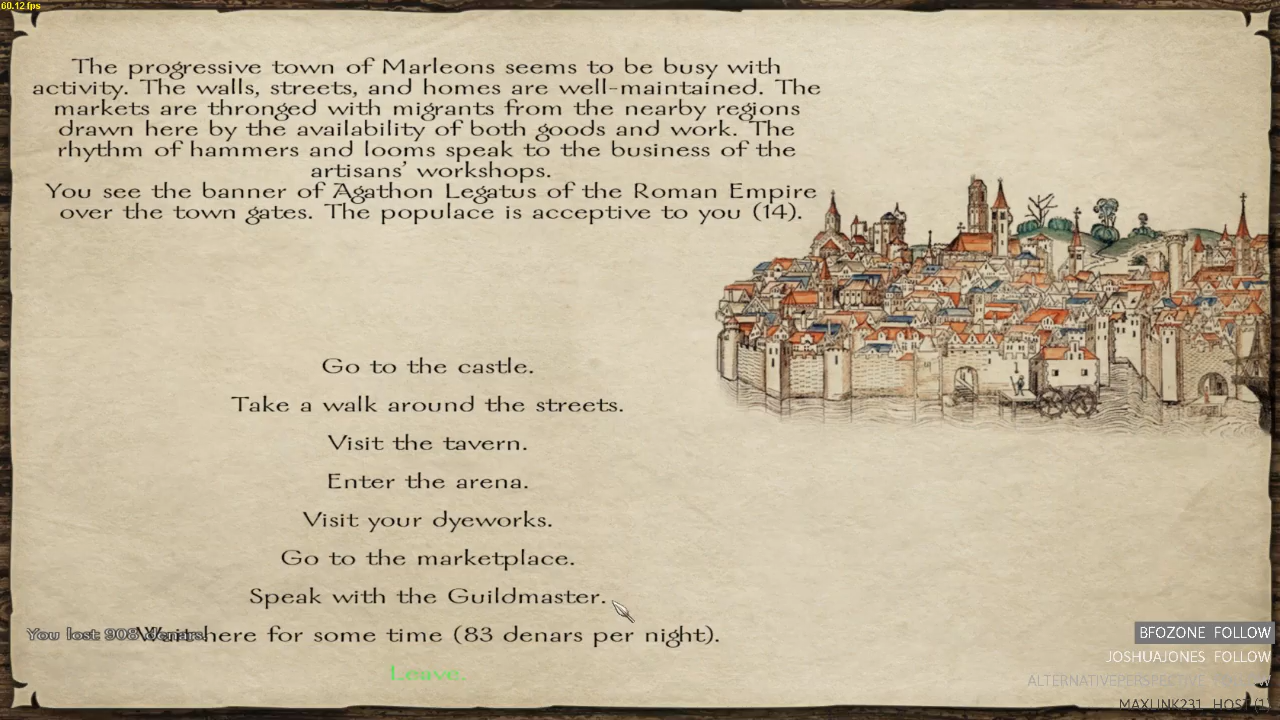 60.12 fps
The progressive town of Marleons seems to be busy with
activity. The walls, streets, and homes are well-maintained. The
markets are thronged with migrants from the nearby regions
drawn here by the availability of both goods and work. The
rhythm of hammers and looms speak to the business of the
artisans' workshops.
You see the banner of Agathon Legatus of the Roman Empire
over the town gates. The populace is acceptive to you (14).
Go to the castle.
Take a walk around the streets.
Visit the tavern.
Enter the arena.
Visit your dyeworks.
Go to the marketplace.
Speak with the Guildmaster.
You lost 908 denars.
Wait here for some time (83 denars per night).
Leave.
BFOZONE FOLLOW
JOSHUAJONES FOLLOW
ALTERNATIVEPERSPECTIVE FOLLOW
MAXLINK231 HOST (1)